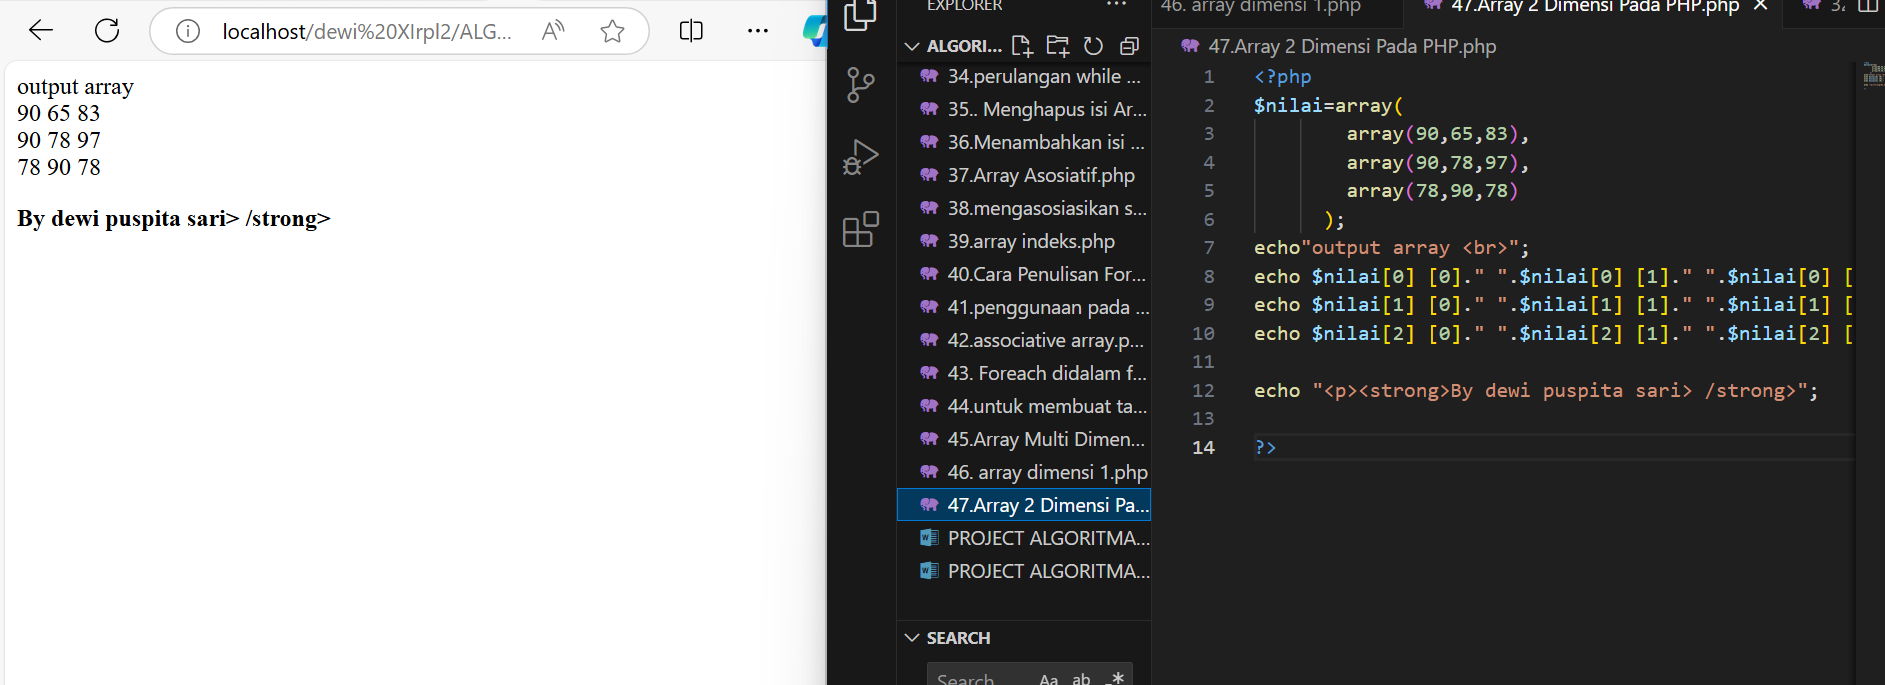 localhost/dewi%20XIrpl2/ALG...
output array
90 65 83
90 78 97
78 90 78
By dewi puspita sari> /strong>
EXPLORER
ALGORI...
34.perulangan while ...
35.. Menghapus isi Ar...
36.Menambahkan isi ...
37.Array Asosiatif.php
38.mengasosiasikan s...
39.array indeks.php
40.Cara Penulisan For...
41.penggunaan pada ...
42.associative array.p...
43. Foreach didalam f...
44.untuk membuat ta...
45.Array Multi Dimen...
46. array dimensi 1.php
47.Array 2 Dimensi Pa...
PROJECT ALGORITMA...
PROJECT ALGORITMA...
SEARCH
Search
Aa ab .*
46. array dimensi 1.php
47.Array 2 Dimensi Pada PHP.php
47.Array 2 Dimensi Pada PHP.php
1 <?php
2 $nilai=array(
3 array(90,65,83),
4 array(90,78,97),
5 array(78,90,78)
6 );
7 echo"output array <br>";
8 echo $nilai[0] [0]." ".$nilai[0] [1]." ".$nilai[0] [
9 echo $nilai[1] [0]." ".$nilai[1] [1]." ".$nilai[1] [
10 echo $nilai[2] [0]." ".$nilai[2] [1]." ".$nilai[2] [
11
12 echo "<p><strong>By dewi puspita sari> /strong>";
13
14 ?>